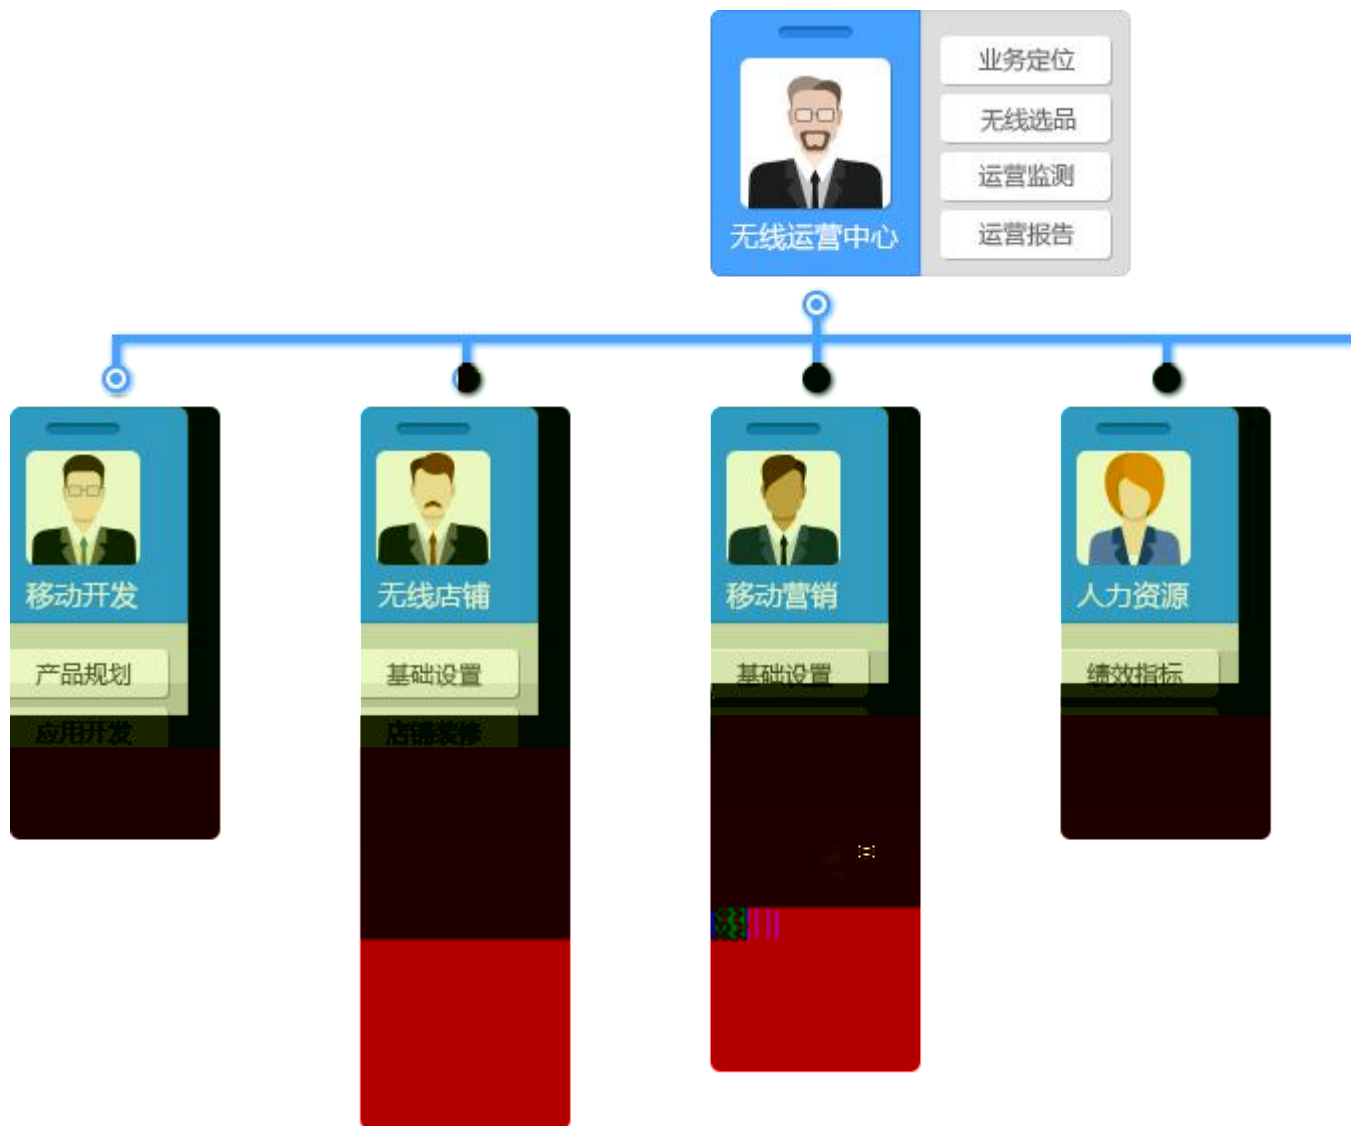 业务定位
无线选品
运营监测
运营报告
无线运营中心
移动开发
无线店铺
移动营销
人力资源
产品规划
基础设置
基础设置
绩效指标
应用开发
店铺装修